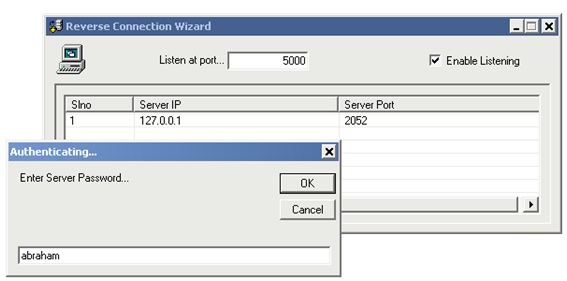 Reverse Connection Wizard
Listen at port... 5000 Enable Listening
Slno Server IP Server Port
1 127.0.0.1 2052
Authenticating...
Enter Server Password...
OK
Cancel
abraham